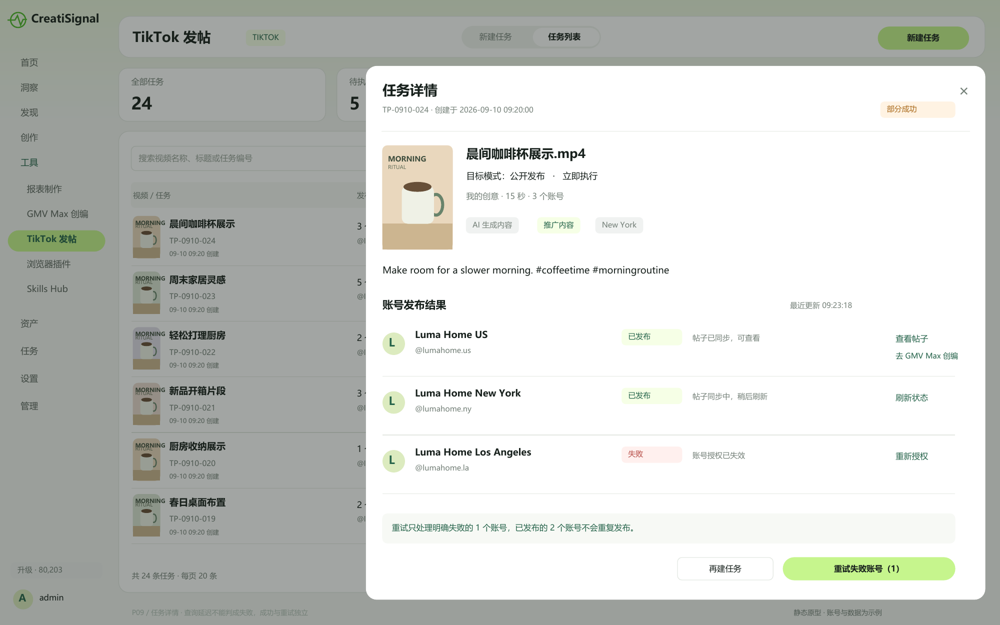 CreatiSignal
首页
洞察
发现
创作
工具
报表制作
GMV Max 创编
TikTok 发帖
浏览器插件
Skills Hub
资产
任务
设置
管理
升级 · 80,203
A
admin
TikTok 发帖
TIKTOK
新建任务
任务列表
新建任务
全部任务
24
待执
5
搜索视频名称、标题或任务编号
视频 / 任务
MORNING
RITUAL
晨间咖啡杯展示
TP-0910-024
09-10 09:20 创建
3
MORNING
RITUAL
周末家居灵感
TP-0910-023
09-10 09:20 创建
5
MORNING
RITUAL
轻松打理厨房
TP-0910-022
09-10 09:20 创建
2
MORNING
RITUAL
新品开箱片段
TP-0910-021
09-10 09:20 创建
3
MORNING
RITUAL
厨房收纳展示
TP-0910-020
09-10 09:20 创建
1
MORNING
RITUAL
春日桌面布置
TP-0910-019
09-10 09:20 创建
2
共 24 条任务 · 每页 20 条
P09 / 任务详情 · 查询延迟不能判成失败，成功与重试独立
静态原型 · 账号与数据为示例
任务详情
TP-0910-024 · 创建于 2026-09-10 09:20:00
部分成功
MORNING
RITUAL
晨间咖啡杯展示.mp4
目标模式：公开发布 · 立即执行
我的创意 · 15 秒 · 3 个账号
AI 生成内容
推广内容
New York
Make room for a slower morning. #coffeetime #morningroutine
账号发布结果
最近更新 09:23:18
L
Luma Home US
@lumahome.us
已发布
帖子已同步，可查看
查看帖子
去 GMV Max 创编
L
Luma Home New York
@lumahome.ny
已发布
帖子同步中，稍后刷新
刷新状态
L
Luma Home Los Angeles
@lumahome.la
失败
账号授权已失效
重新授权
重试只处理明确失败的 1 个账号，已发布的 2 个账号不会重复发布。
再建任务
重试失败账号（1）